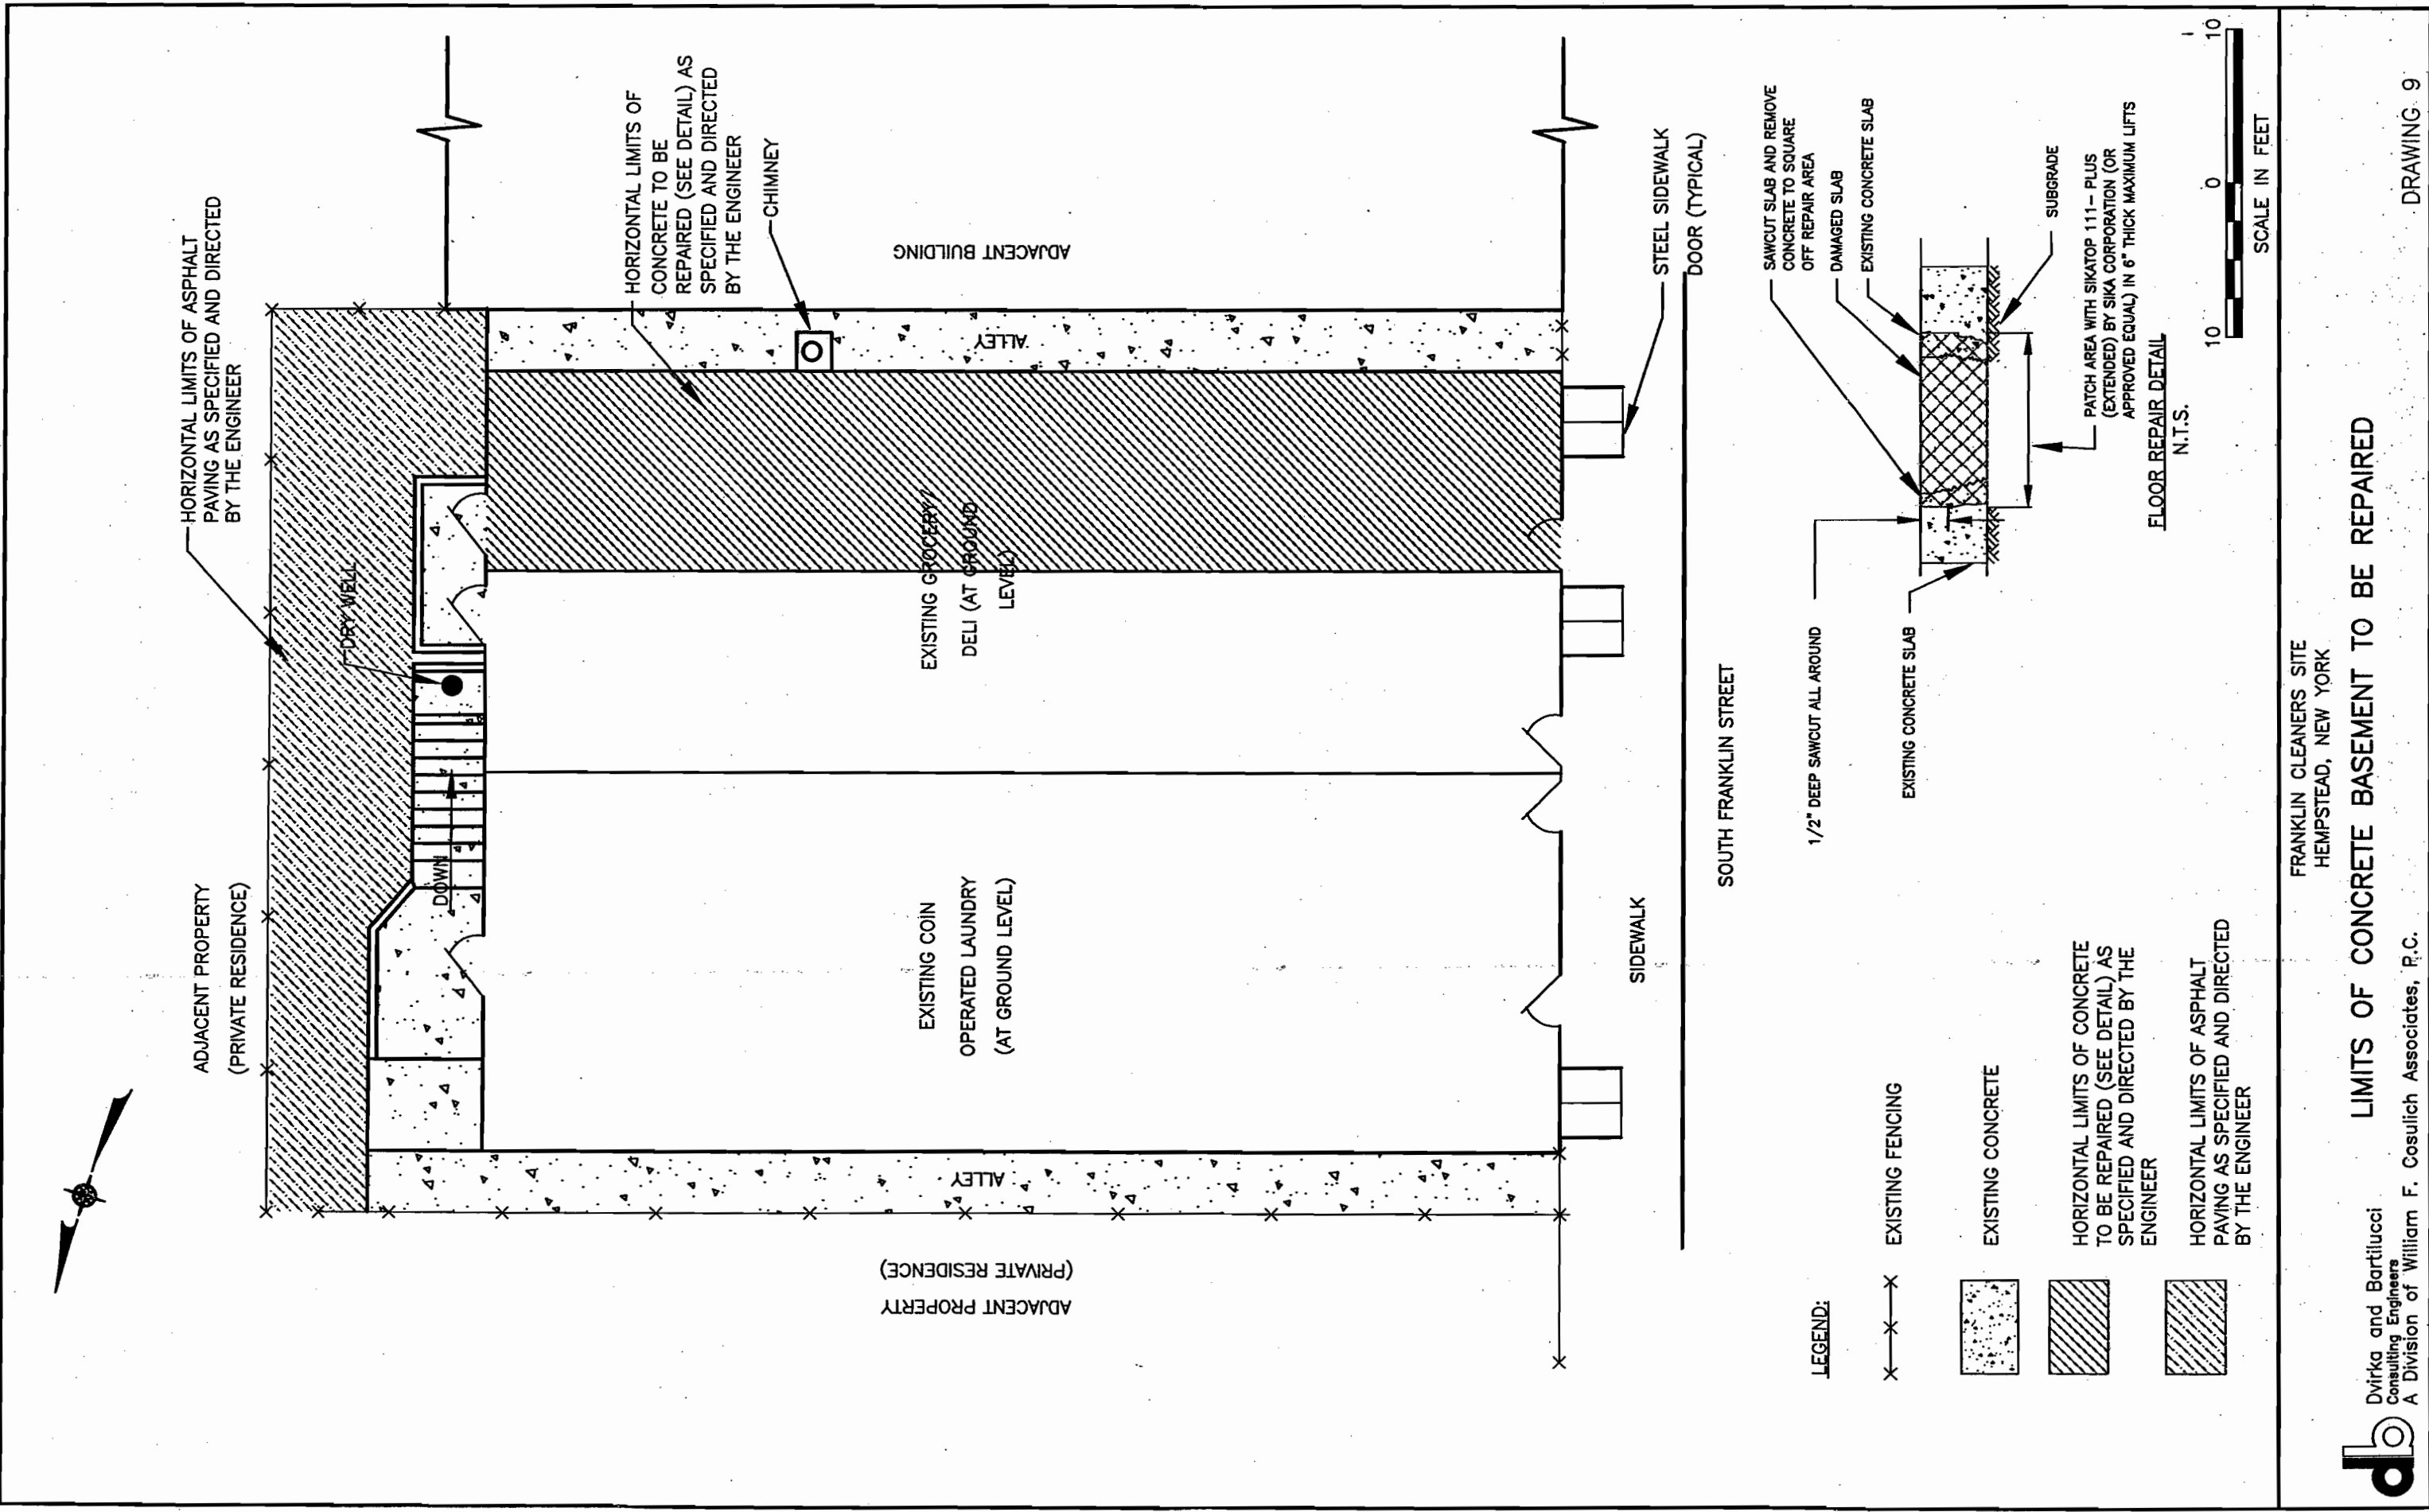 HORIZONTAL LIMITS OF ASPHALT
PAVING AS SPECIFIED AND DIRECTED
BY THE ENGINEER
ADJACENT PROPERTY
(PRIVATE RESIDENCE)
DRY WELL
DOWN
HORIZONTAL LIMITS OF
CONCRETE TO BE
REPAIRED (SEE DETAIL) AS
SPECIFIED AND DIRECTED
BY THE ENGINEER
CHIMNEY
ADJACENT BUILDING
ALLEY
EXISTING GROCERY/
DELI (AT GROUND
LEVEL)
EXISTING COIN
OPERATED LAUNDRY
(AT GROUND LEVEL)
ALLEY
ADJACENT PROPERTY
(PRIVATE RESIDENCE)
STEEL SIDEWALK
DOOR (TYPICAL)
SIDEWALK
SOUTH FRANKLIN STREET
LEGEND:
EXISTING FENCING
EXISTING CONCRETE
HORIZONTAL LIMITS OF CONCRETE
TO BE REPAIRED (SEE DETAIL) AS
SPECIFIED AND DIRECTED BY THE
ENGINEER
HORIZONTAL LIMITS OF ASPHALT
PAVING AS SPECIFIED AND DIRECTED
BY THE ENGINEER
SAWCUT SLAB AND REMOVE
CONCRETE TO SQUARE
OFF REPAIR AREA
DAMAGED SLAB
EXISTING CONCRETE SLAB
1/2" DEEP SAWCUT ALL AROUND
EXISTING CONCRETE SLAB
SUBGRADE
PATCH AREA WITH SIKATOP 111- PLUS
(EXTENDED) BY SIKA CORPORATION (OR
APPROVED EQUAL) IN 6" THICK MAXIMUM LIFTS
FLOOR REPAIR DETAIL
N.T.S.
10 0 10
SCALE IN FEET
FRANKLIN CLEANERS SITE
HEMPSTEAD, NEW YORK
LIMITS OF CONCRETE BASEMENT TO BE REPAIRED
db
Dvirka and Bartilucci
Consulting Engineers
A Division of William F. Cosulich Associates, P.C.
DRAWING 9